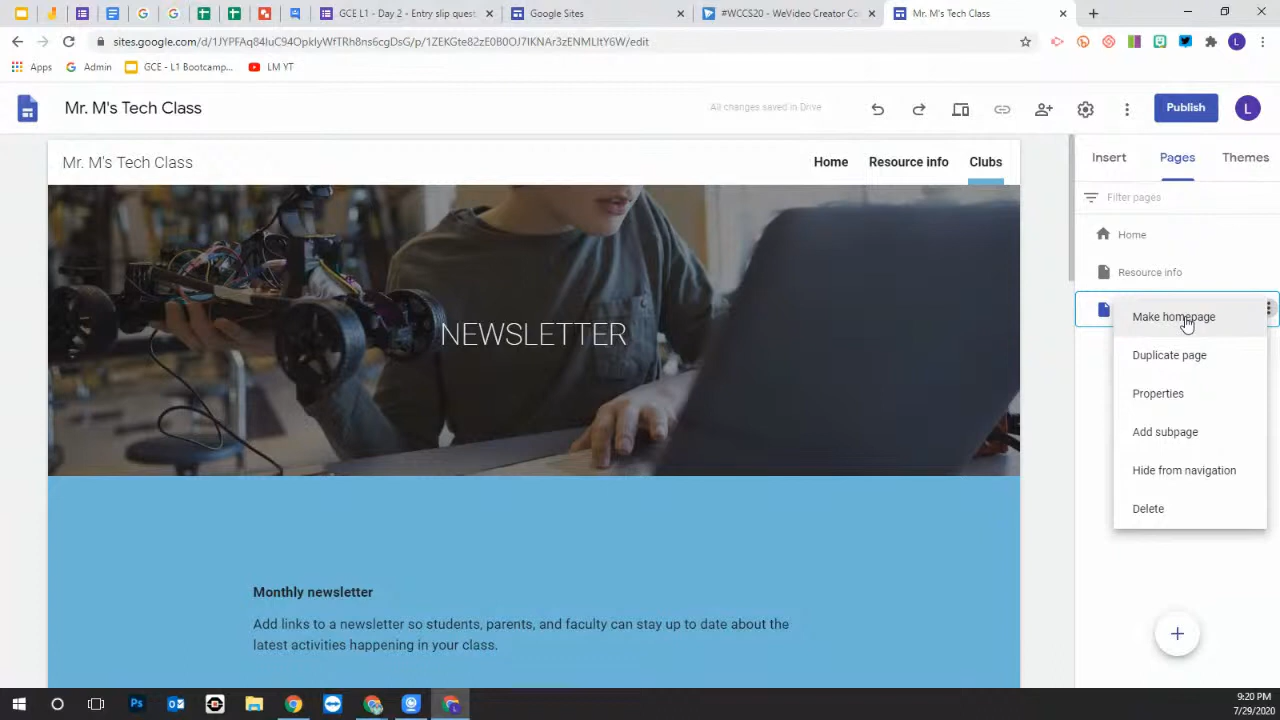 GCE L1 - Day 2 - Entry slip quest
Google Sites
#WCCS20 - WeVideo Creator Co
Mr. M's Tech Class
sites.google.com/d/1JYPFAq84luC94OpklyWfTRh8ns6cgDsG/p/1ZEKGte82zE0B0OJ7IKNAr3zENMLltY6W/edit
L
Apps
Admin
GCE - L1 Bootcamp...
LM YT
Mr. M's Tech Class
All changes saved in Drive
Publish
L
Mr. M's Tech Class
Home
Resource info
Clubs
Insert
Pages
Themes
Filter pages
Home
Resource info
Make homepage
Duplicate page
Properties
Add subpage
Hide from navigation
Delete
NEWSLETTER
Monthly newsletter
Add links to a newsletter so students, parents, and faculty can stay up to date about the
latest activities happening in your class.
Ps
9:20 PM
7/29/2020